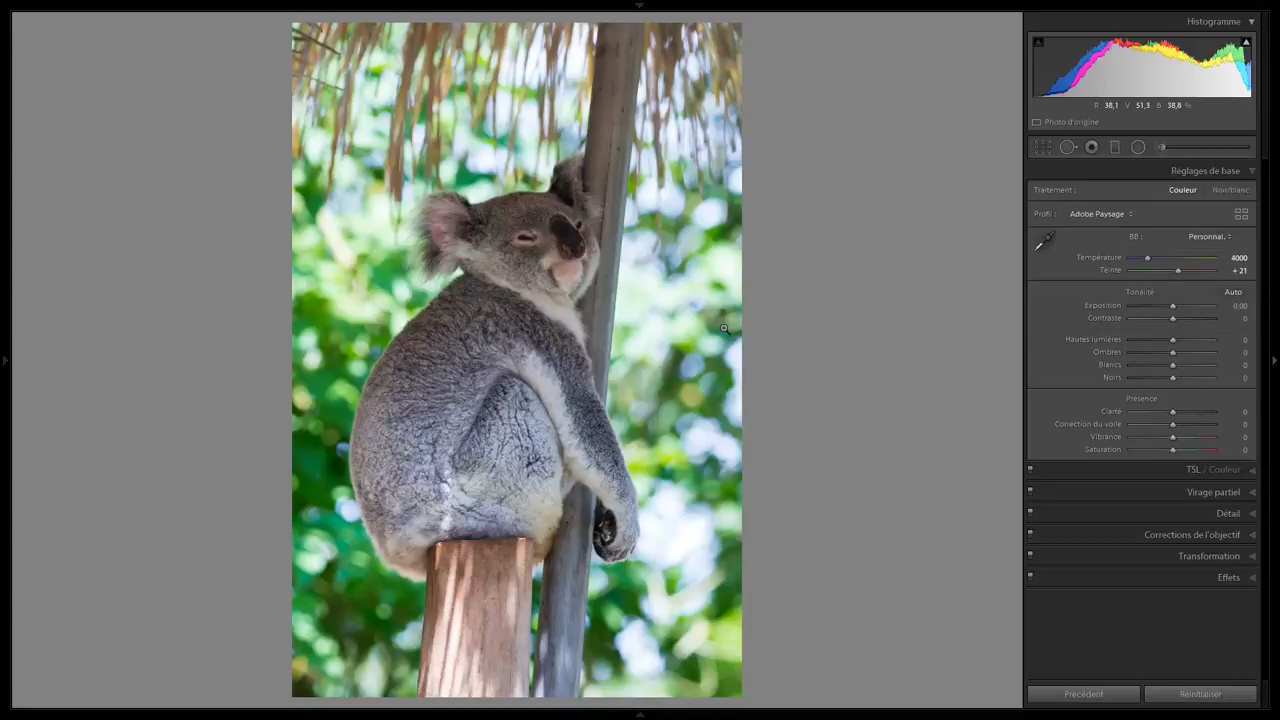 Histogramme
R 38,1 V 51,3 B 38,8 %
Photo d'origine
Réglages de base
Traitement : Couleur Noir/blanc
Profil : Adobe Paysage
BB : Personnal.
Température 4000
Teinte + 21
Tonalité Auto
Exposition 0,00
Contraste 0
Hautes lumières 0
Ombres 0
Blancs 0
Noirs 0
Présence
Clarté 0
Correction du voile 0
Vibrance 0
Saturation 0
TSL / Couleur
Virage partiel
Détail
Corrections de l'objectif
Transformation
Effets
Précédent Réinitialiser